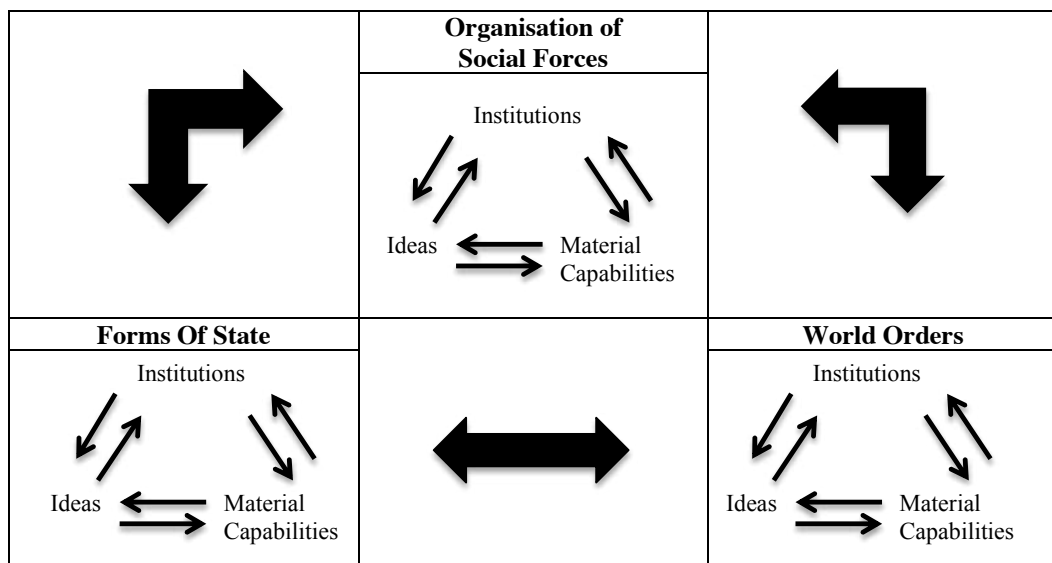 Organisation of
Social Forces
Institutions
Ideas
Material
Capabilities
Forms Of State
Institutions
Ideas
Material
Capabilities
World Orders
Institutions
Ideas
Material
Capabilities